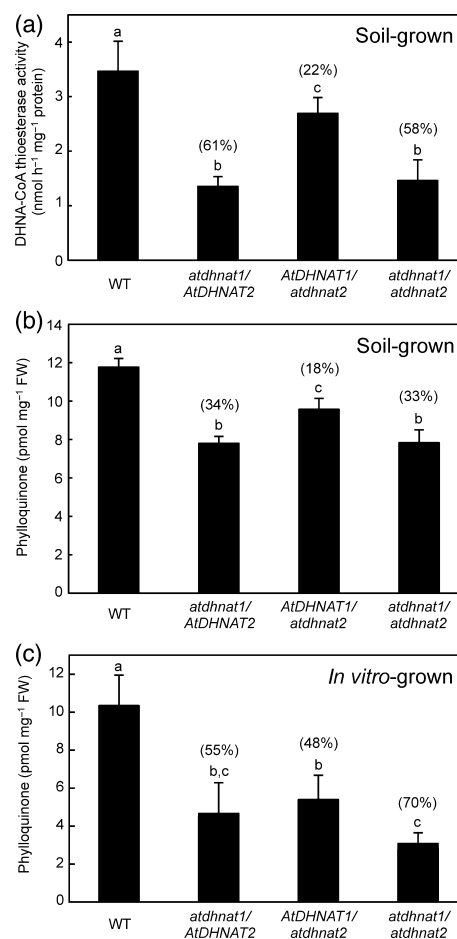 (a)
Soil-grown
DHNA-CoA thioesterase activity
(nmol h⁻¹ mg⁻¹ protein)
4
3
2
1
0
a
(61%)
b
(22%)
c
(58%)
b
WT
atdhnat1/
AtDHNAT2
AtDHNAT1/
atdhnat2
atdhnat1/
atdhnat2
(b)
Soil-grown
Phylloquinone (pmol mg⁻¹ FW)
14
12
10
8
6
4
2
0
a
(34%)
b
(18%)
c
(33%)
b
WT
atdhnat1/
AtDHNAT2
AtDHNAT1/
atdhnat2
atdhnat1/
atdhnat2
(c)
In vitro-grown
Phylloquinone (pmol mg⁻¹ FW)
12
10
8
6
4
2
0
a
(55%)
b,c
(48%)
b
(70%)
c
WT
atdhnat1/
AtDHNAT2
AtDHNAT1/
atdhnat2
atdhnat1/
atdhnat2